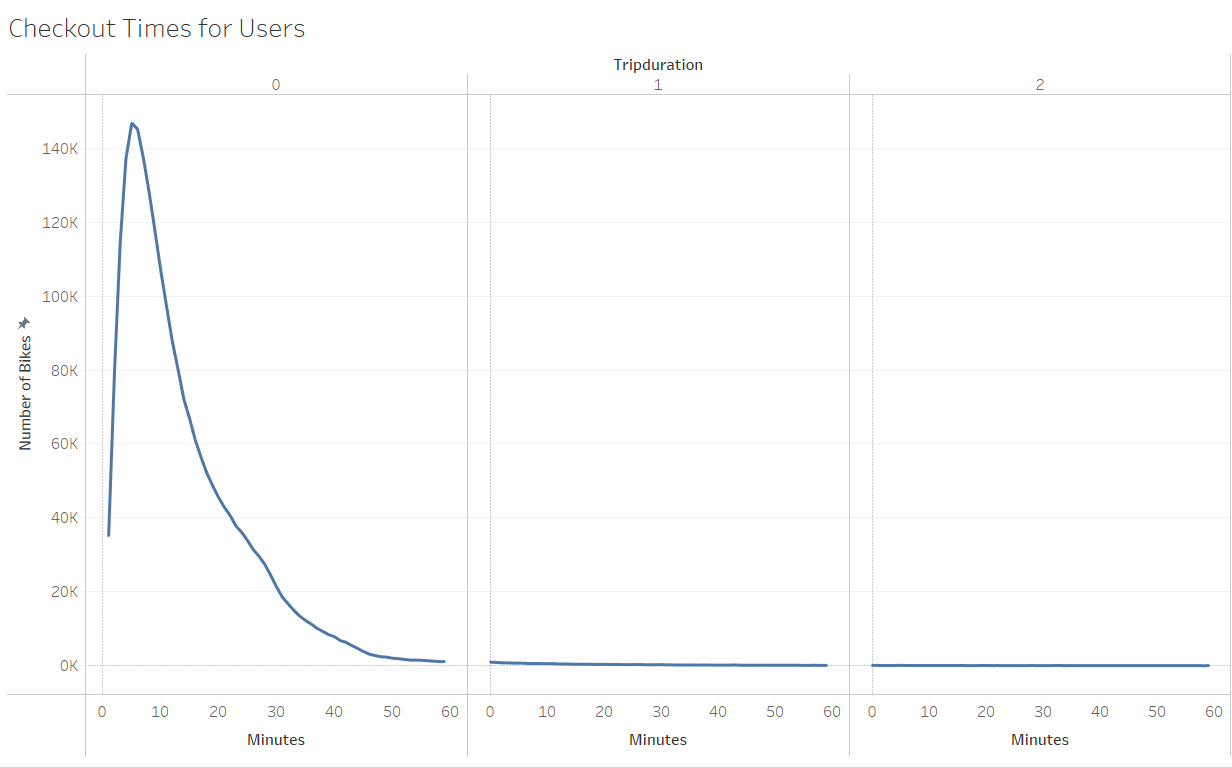 Checkout Times for Users
Tripduration
0 1 2
140K
120K
100K
80K
60K
40K
20K
0K
Number of Bikes
0 10 20 30 40 50 60 0 10 20 30 40 50 60 0 10 20 30 40 50 60
Minutes Minutes Minutes